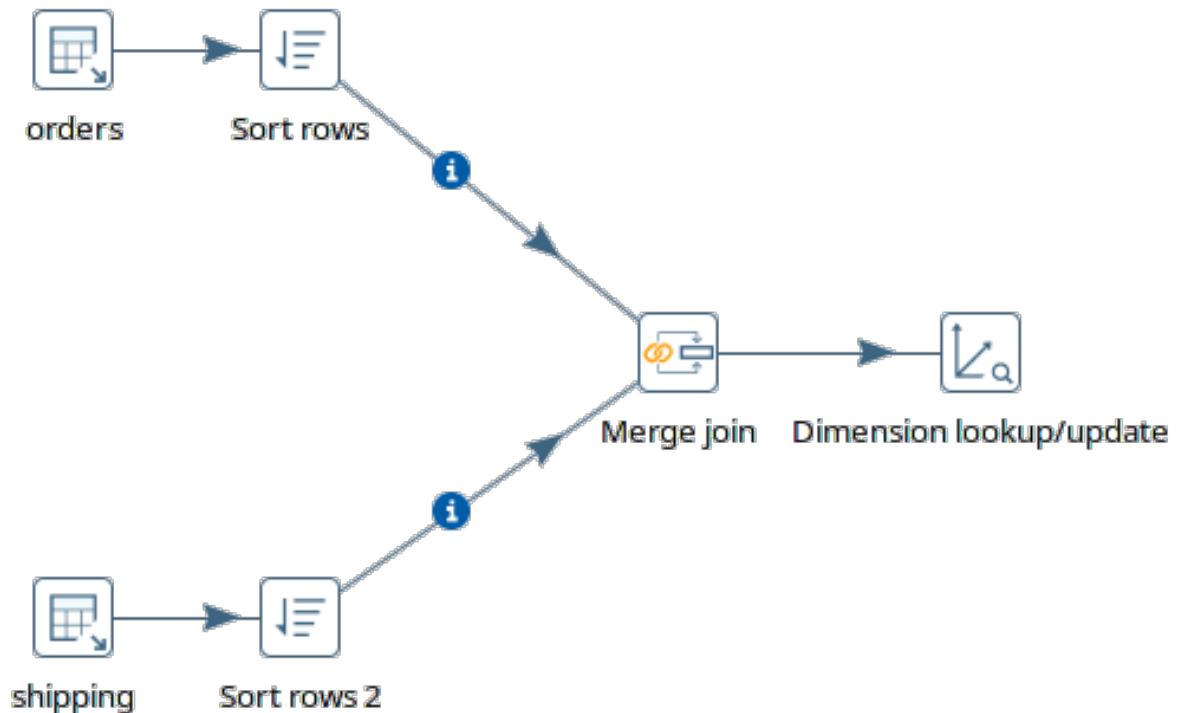 orders
Sort rows
Merge join
Dimension lookup/update
shipping
Sort rows 2